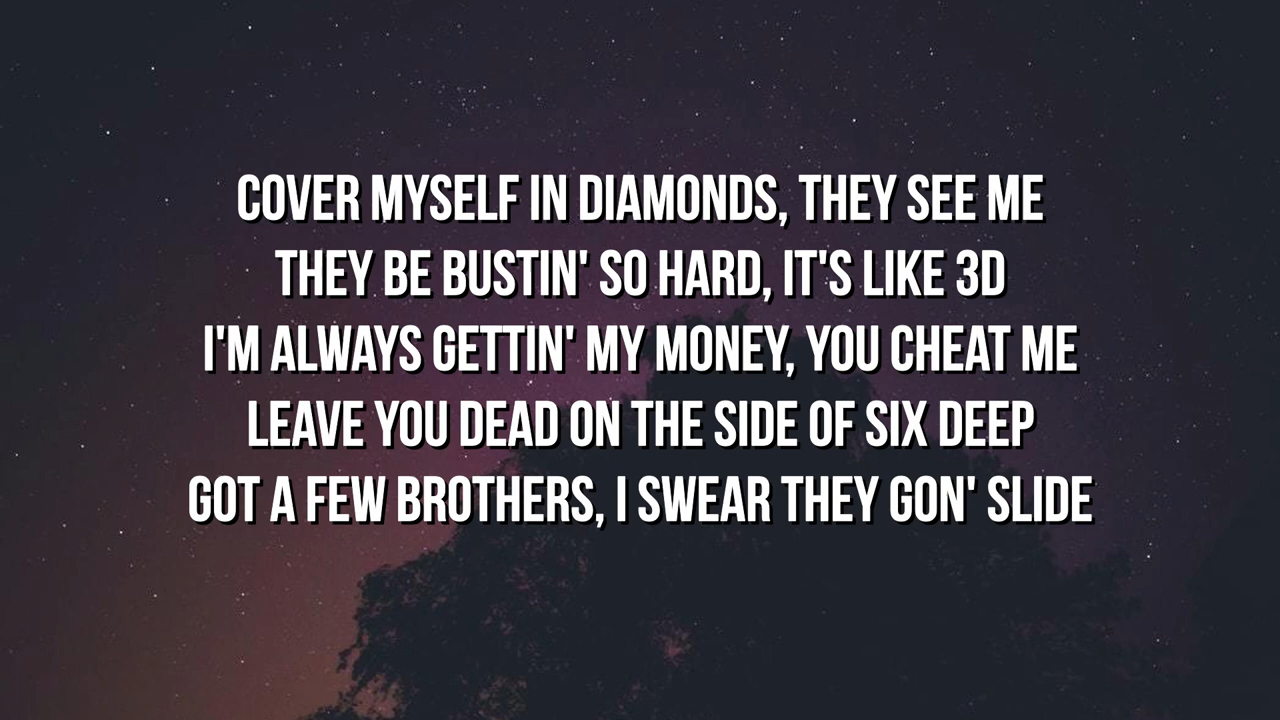 COVER MYSELF IN DIAMONDS, THEY SEE ME
THEY BE BUSTIN' SO HARD, IT'S LIKE 3D
I'M ALWAYS GETTIN' MY MONEY, YOU CHEAT ME
LEAVE YOU DEAD ON THE SIDE OF SIX DEEP
GOT A FEW BROTHERS, I SWEAR THEY GON' SLIDE